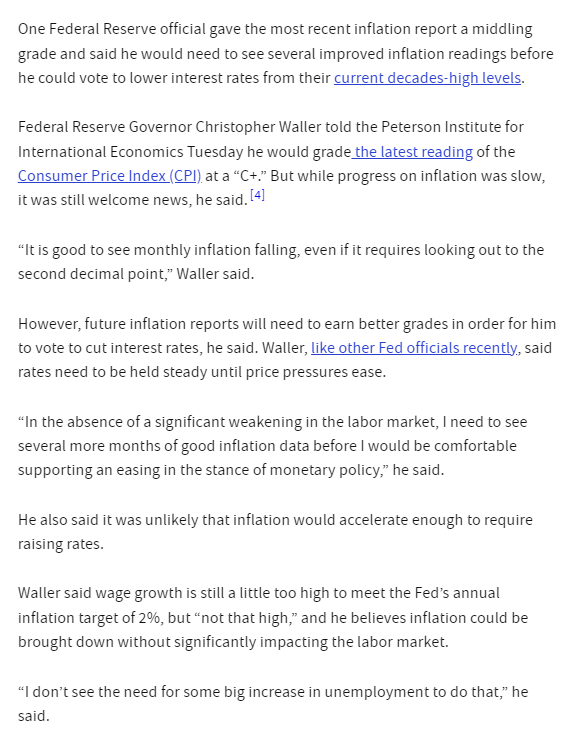 One Federal Reserve official gave the most recent inflation report a middling
grade and said he would need to see several improved inflation readings before
he could vote to lower interest rates from their current decades-high levels.
Federal Reserve Governor Christopher Waller told the Peterson Institute for
International Economics Tuesday he would grade the latest reading of the
Consumer Price Index (CPI) at a “C+.” But while progress on inflation was slow,
it was still welcome news, he said. [4]
“It is good to see monthly inflation falling, even if it requires looking out to the
second decimal point,” Waller said.
However, future inflation reports will need to earn better grades in order for him
to vote to cut interest rates, he said. Waller, like other Fed officials recently, said
rates need to be held steady until price pressures ease.
“In the absence of a significant weakening in the labor market, I need to see
several more months of good inflation data before I would be comfortable
supporting an easing in the stance of monetary policy,” he said.
He also said it was unlikely that inflation would accelerate enough to require
raising rates.
Waller said wage growth is still a little too high to meet the Fed’s annual
inflation target of 2%, but “not that high,” and he believes inflation could be
brought down without significantly impacting the labor market.
“I don’t see the need for some big increase in unemployment to do that,” he
said.